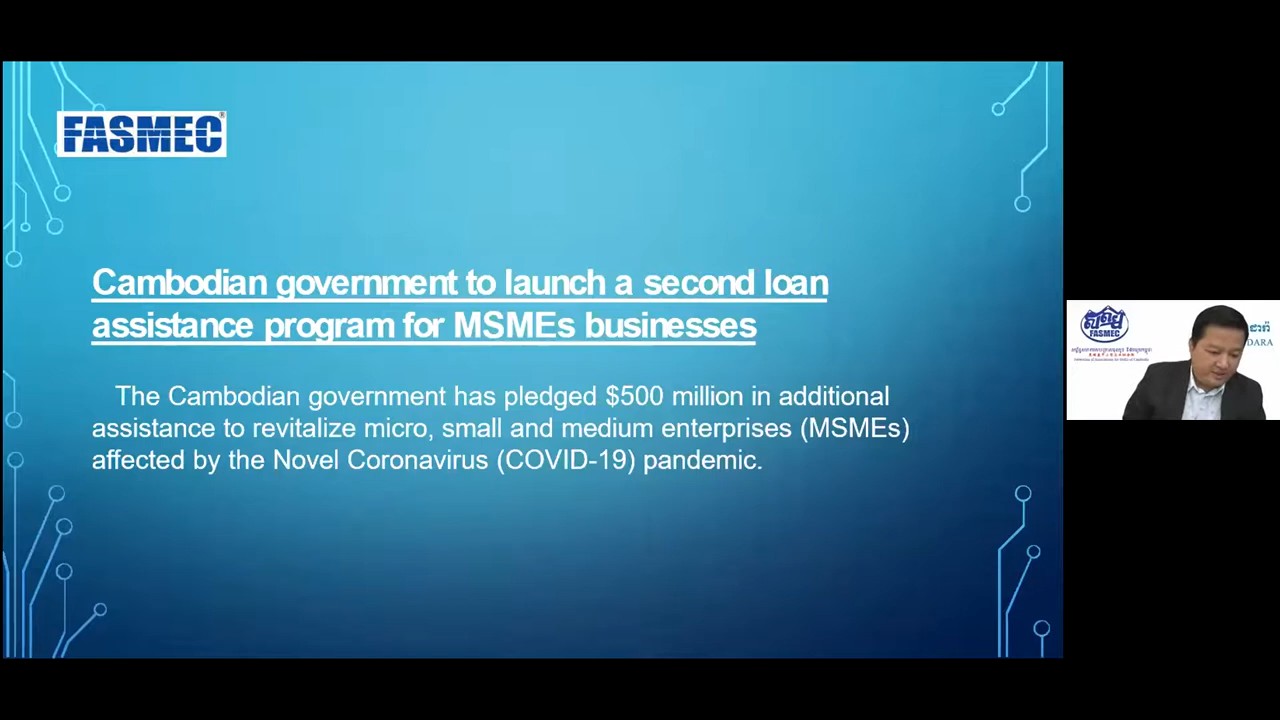 FASMEC
®
Cambodian government to launch a second loan
assistance program for MSMEs businesses
The Cambodian government has pledged $500 million in additional
assistance to revitalize micro, small and medium enterprises (MSMEs)
affected by the Novel Coronavirus (COVID-19) pandemic.
FASMEC
ដារ៉ា
DARA